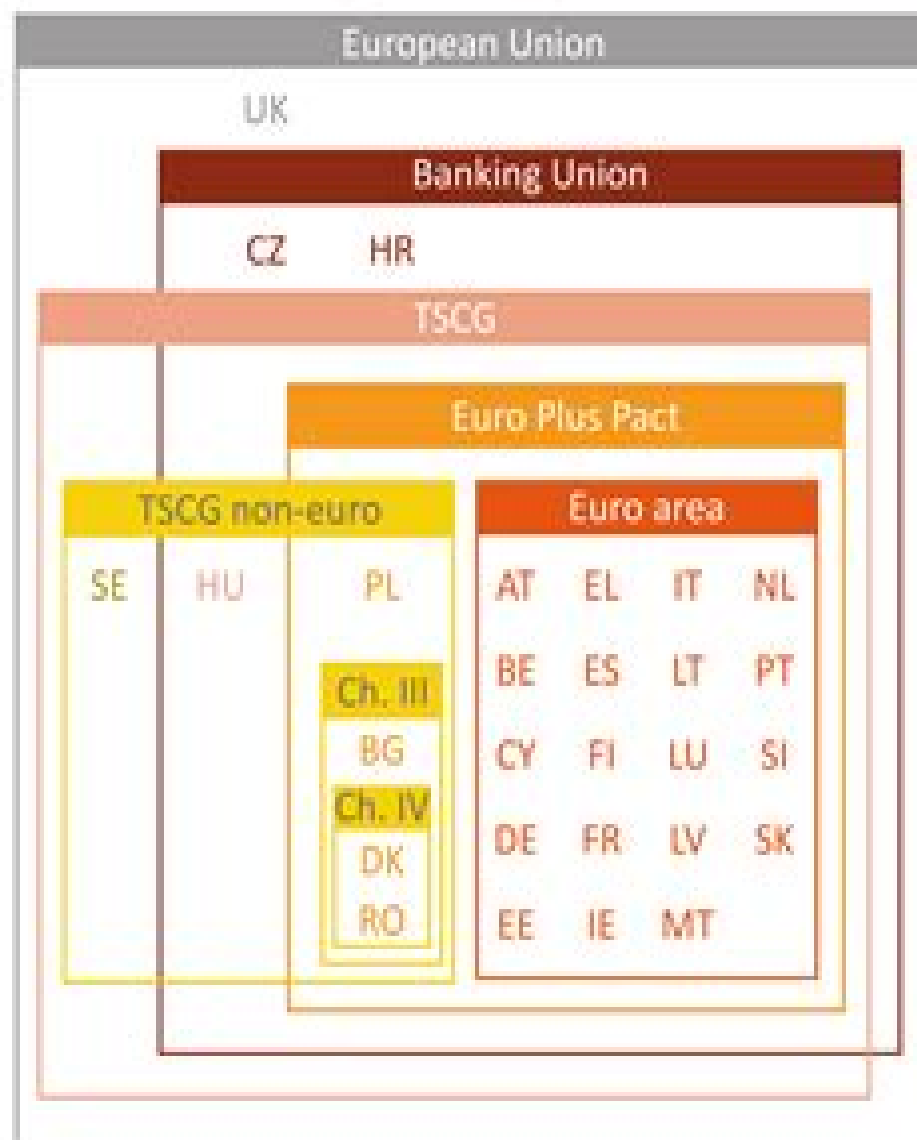 European Union
UK
Banking Union
CZ HR
TSCG
Euro Plus Pact
TSCG non-euro
Euro area
SE HU PL
AT EL IT NL
Ch. III
BE ES LT PT
BG
CY FI LU SI
Ch. IV
DE FR LV SK
DK
RO
EE IE MT